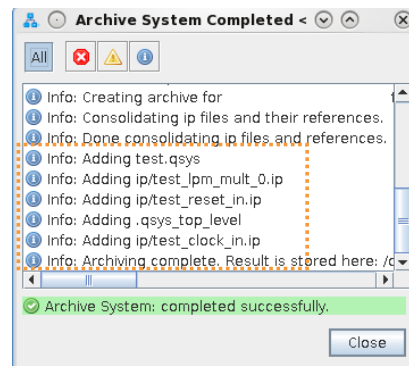 Archive System Completed <
All
Info: Creating archive for
Info: Consolidating ip files and their references.
Info: Done consolidating ip files and references.
Info: Adding test.qsys
Info: Adding ip/test_lpm_mult_0.ip
Info: Adding ip/test_reset_in.ip
Info: Adding .qsys_top_level
Info: Adding ip/test_clock_in.ip
Info: Archiving complete. Result is stored here: /
Archive System: completed successfully.
Close